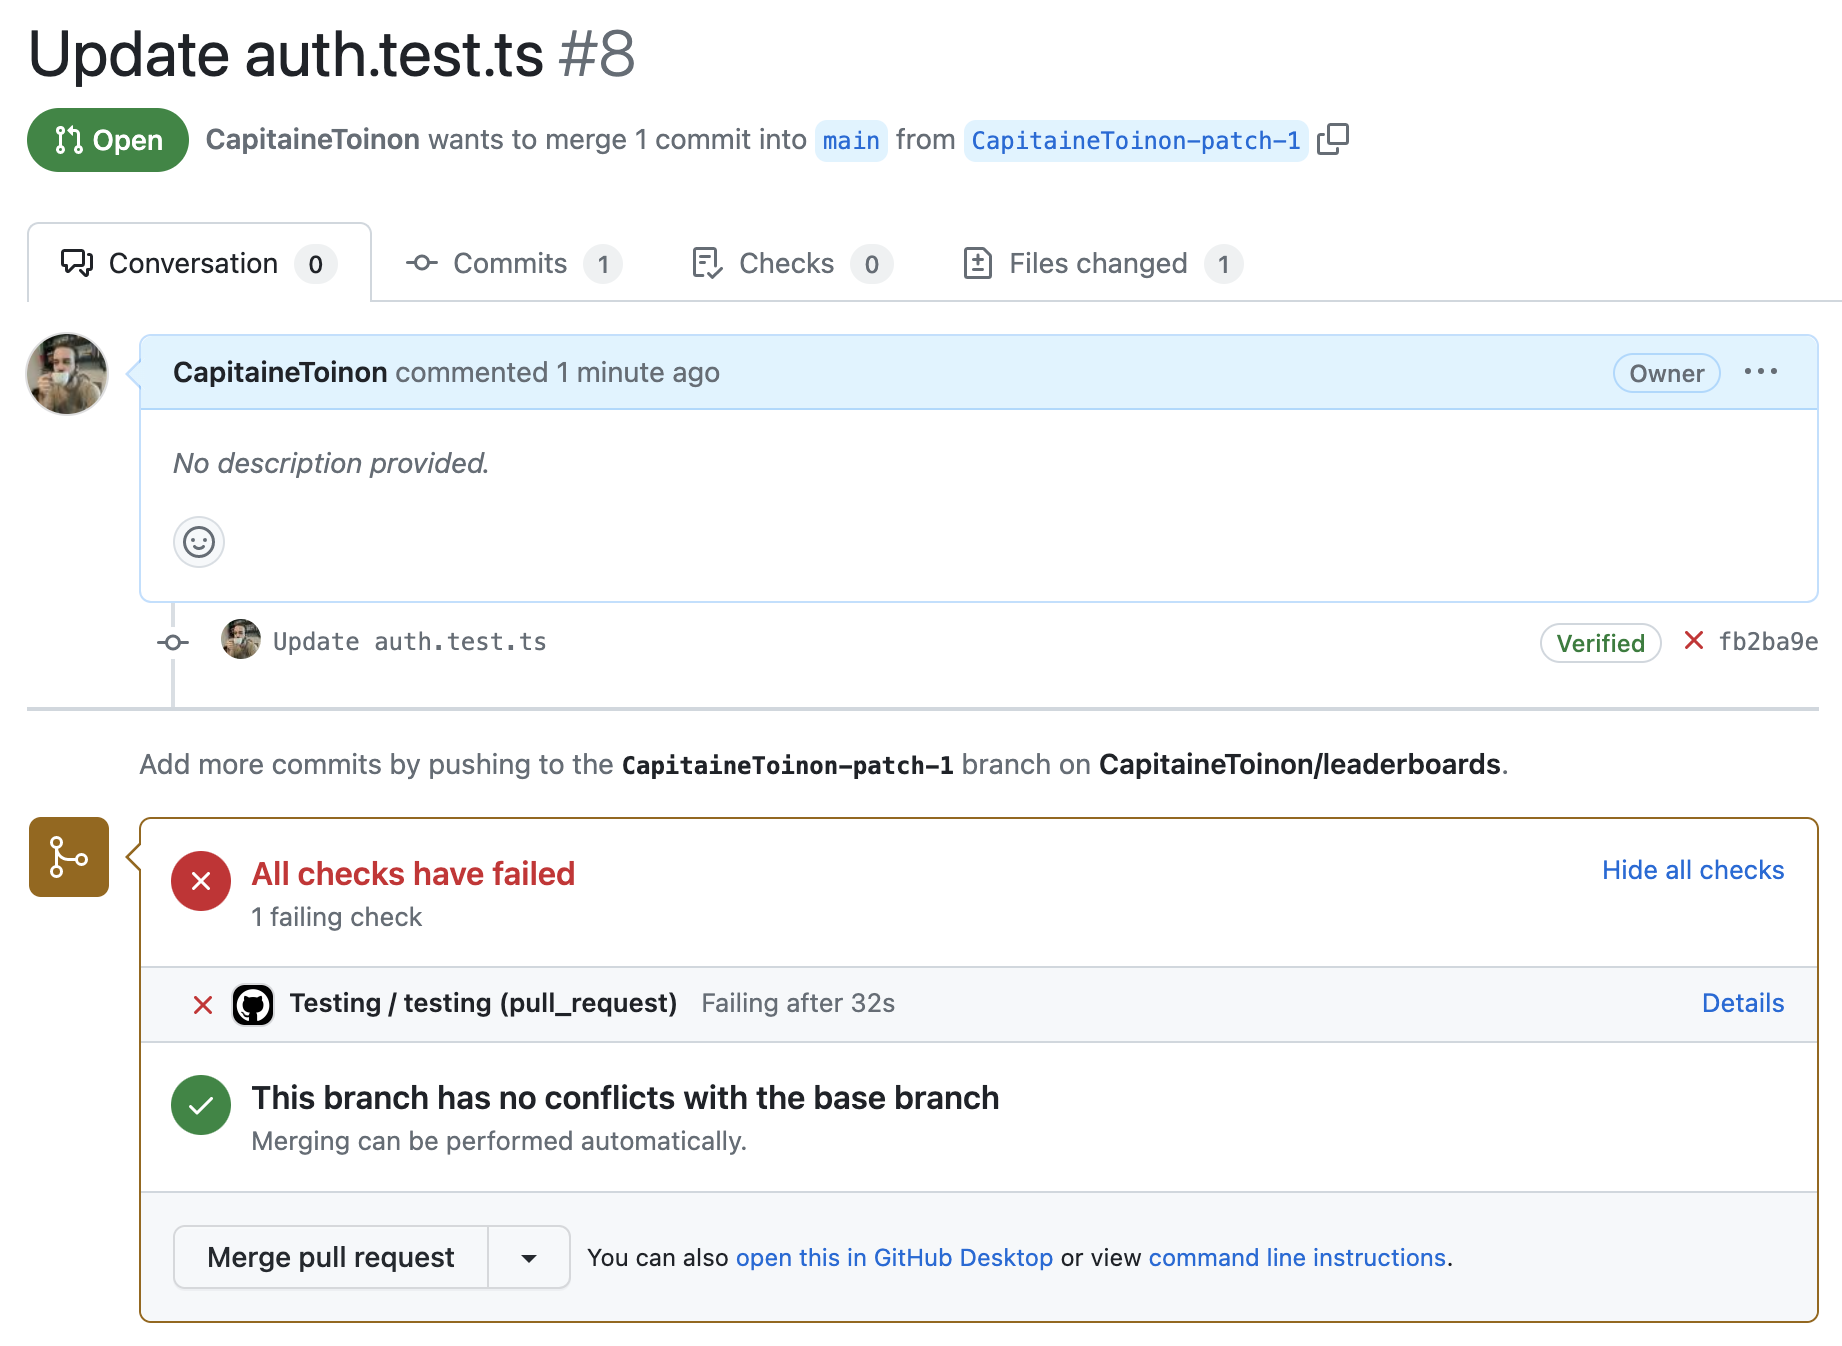 Update auth.test.ts #8
Open CapitaineToinon wants to merge 1 commit into main from CapitaineToinon-patch-1
Conversation 0 Commits 1 Checks 0 Files changed 1
CapitaineToinon commented 1 minute ago Owner ···
No description provided.
Update auth.test.ts Verified fb2ba9e
Add more commits by pushing to the CapitaineToinon-patch-1 branch on CapitaineToinon/leaderboards.
All checks have failed Hide all checks
1 failing check
Testing / testing (pull_request) Failing after 32s Details
This branch has no conflicts with the base branch
Merging can be performed automatically.
Merge pull request You can also open this in GitHub Desktop or view command line instructions.